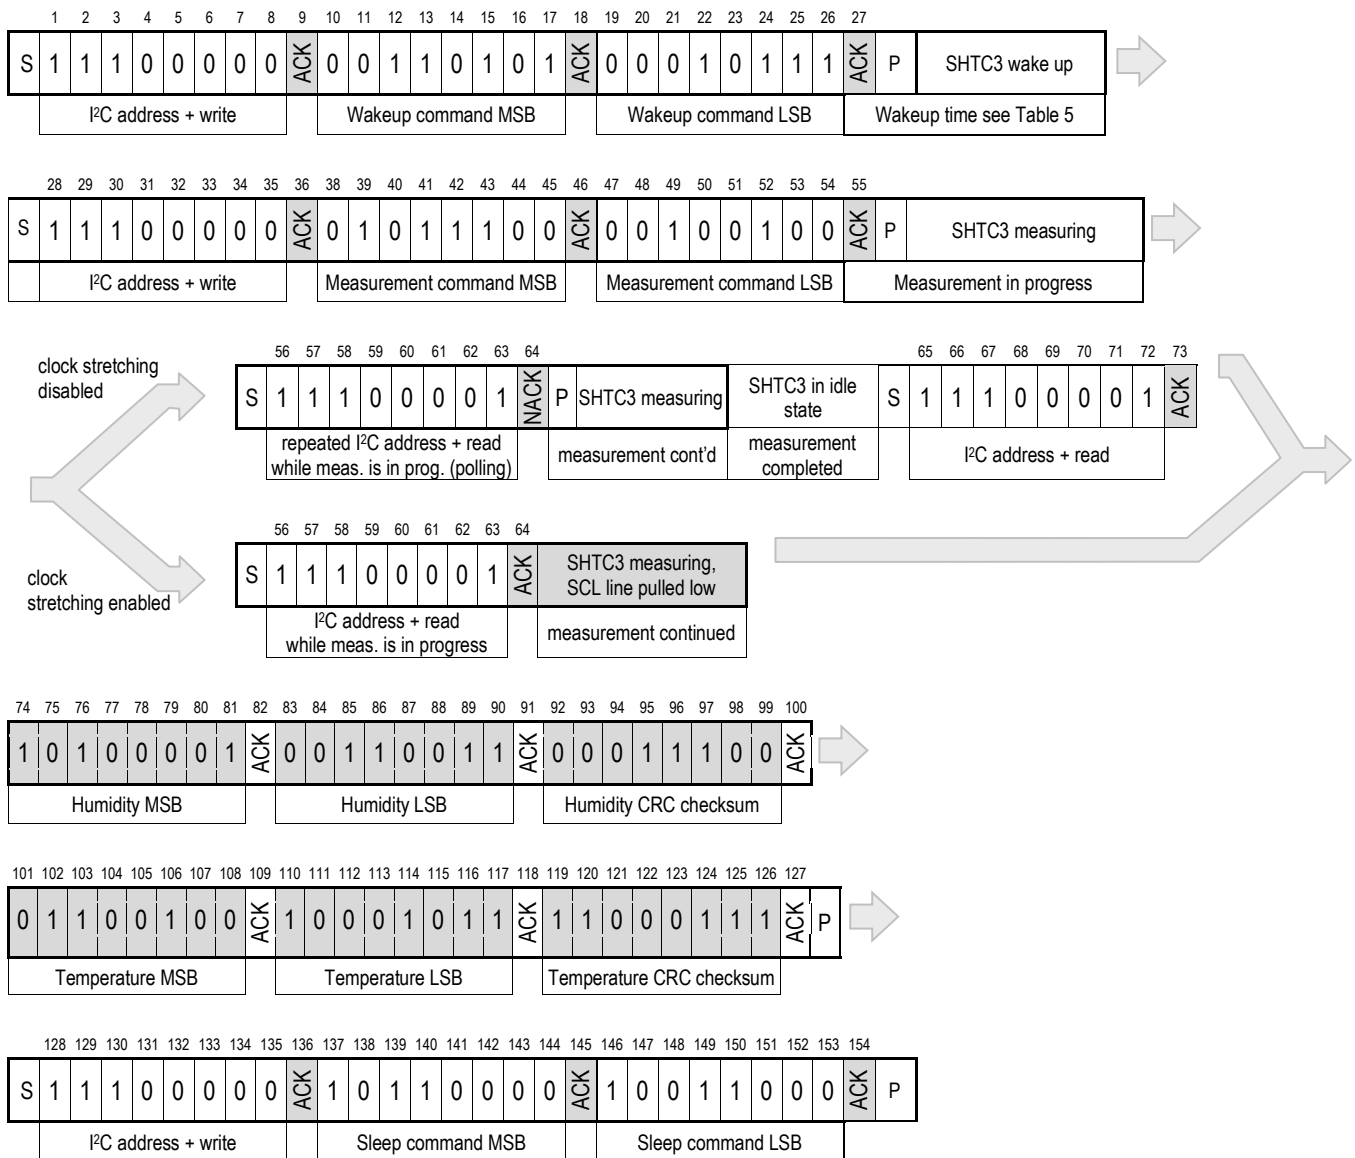 1 2 3 4 5 6 7 8 9 10 11 12 13 14 15 16 17 18 19 20 21 22 23 24 25 26 27
S 1 1 1 0 0 0 0 0 ACK 0 0 1 1 0 1 0 1 ACK 0 0 0 1 0 1 1 1 ACK P SHTC3 wake up
I²C address + write Wakeup command MSB Wakeup command LSB Wakeup time see Table 5
28 29 30 31 32 33 34 35 36 38 39 40 41 42 43 44 45 46 47 48 49 50 51 52 53 54 55
S 1 1 1 0 0 0 0 0 ACK 0 1 0 1 1 1 0 0 ACK 0 0 1 0 0 1 0 0 ACK P SHTC3 measuring
I²C address + write Measurement command MSB Measurement command LSB Measurement in progress
clock stretching
disabled
56 57 58 59 60 61 62 63 64 65 66 67 68 69 70 71 72 73
S 1 1 1 0 0 0 0 1 NACK P SHTC3 measuring SHTC3 in idle state S 1 1 1 0 0 0 0 1 ACK
repeated I²C address + read
while meas. is in prog. (polling)
measurement cont'd
measurement
completed
I²C address + read
clock
stretching enabled
56 57 58 59 60 61 62 63 64
S 1 1 1 0 0 0 0 1 ACK SHTC3 measuring,
SCL line pulled low
I²C address + read
while meas. is in progress
measurement continued
74 75 76 77 78 79 80 81 82 83 84 85 86 87 88 89 90 91 92 93 94 95 96 97 98 99 100
1 0 1 0 0 0 0 1 ACK 0 0 1 1 0 0 1 1 ACK 0 0 0 1 1 1 0 0 ACK
Humidity MSB Humidity LSB Humidity CRC checksum
101 102 103 104 105 106 107 108 109 110 111 112 113 114 115 116 117 118 119 120 121 122 123 124 125 126 127
0 1 1 0 0 1 0 0 ACK 1 0 0 0 1 0 1 1 ACK 1 1 0 0 0 1 1 1 ACK P
Temperature MSB Temperature LSB Temperature CRC checksum
128 129 130 131 132 133 134 135 136 137 138 139 140 141 142 143 144 145 146 147 148 149 150 151 152 153 154
S 1 1 1 0 0 0 0 0 ACK 1 0 1 1 0 0 0 0 ACK 1 0 0 1 1 0 0 0 ACK P
I²C address + write Sleep command MSB Sleep command LSB